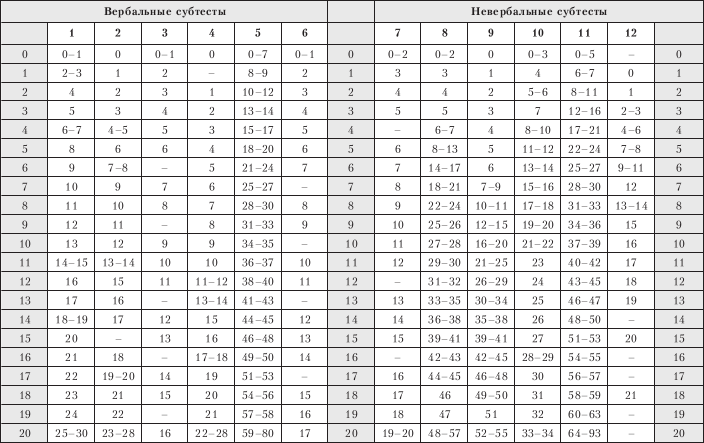 Вербальные субтесты Невербальные субтесты
1 2 3 4 5 6 7 8 9 10 11 12
0 0–1 0 0–1 0 0–7 0–1 0 0–2 0–2 0 0–3 0–5 – 0
1 2–3 1 2 – 8–9 2 1 3 3 1 4 6–7 0 1
2 4 2 3 1 10–12 3 2 4 4 2 5–6 8–11 1 2
3 5 3 4 2 13–14 4 3 5 5 3 7 12–16 2–3 3
4 6–7 4–5 5 3 15–17 5 4 – 6–7 4 8–10 17–21 4–6 4
5 8 6 6 4 18–20 6 5 6 8–13 5 11–12 22–24 7–8 5
6 9 7–8 – 5 21–24 7 6 7 14–17 6 13–14 25–27 9–11 6
7 10 9 7 6 25–27 – 7 8 18–21 7–9 15–16 28–30 12 7
8 11 10 8 7 28–30 8 8 9 22–24 10–11 17–18 31–33 13–14 8
9 12 11 – 8 31–33 9 9 10 25–26 12–15 19–20 34–36 15 9
10 13 12 9 9 34–35 – 10 11 27–28 16–20 21–22 37–39 16 10
11 14–15 13–14 10 10 36–37 10 11 12 29–30 21–25 23 40–42 17 11
12 16 15 11 11–12 38–40 11 12 – 31–32 26–29 24 43–45 18 12
13 17 16 – 13–14 41–43 – 13 13 33–35 30–34 25 46–47 19 13
14 18–19 17 12 15 44–45 12 14 14 36–38 35–38 26 48–50 – 14
15 20 – 13 16 46–48 13 15 15 39–41 39–41 27 51–53 20 15
16 21 18 – 17–18 49–50 14 16 – 42–43 42–45 28–29 54–55 – 16
17 22 19–20 14 19 51–53 – 17 16 44–45 46–48 30 56–57 – 17
18 23 21 15 20 54–56 15 18 17 46 49–50 31 58–59 21 18
19 24 22 – 21 57–58 16 19 18 47 51 32 60–63 – 19
20 25–30 23–28 16 22–28 59–80 17 20 19–20 48–57 52–55 33–34 64–93 – 20